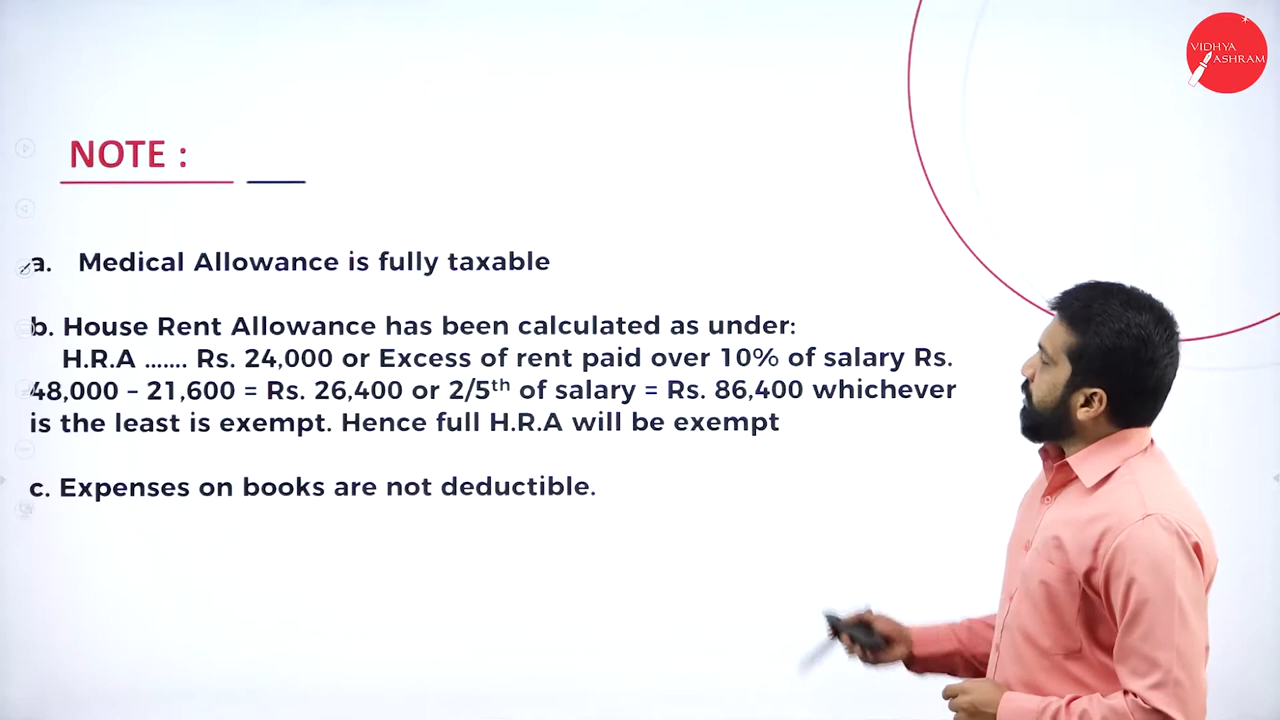 VIDHYA
ASHRAM
NOTE :
a. Medical Allowance is fully taxable
b. House Rent Allowance has been calculated as under:
H.R.A ....... Rs. 24,000 or Excess of rent paid over 10% of salary Rs.
48,000 – 21,600 = Rs. 26,400 or 2/5th of salary = Rs. 86,400 whichever
is the least is exempt. Hence full H.R.A will be exempt
c. Expenses on books are not deductible.